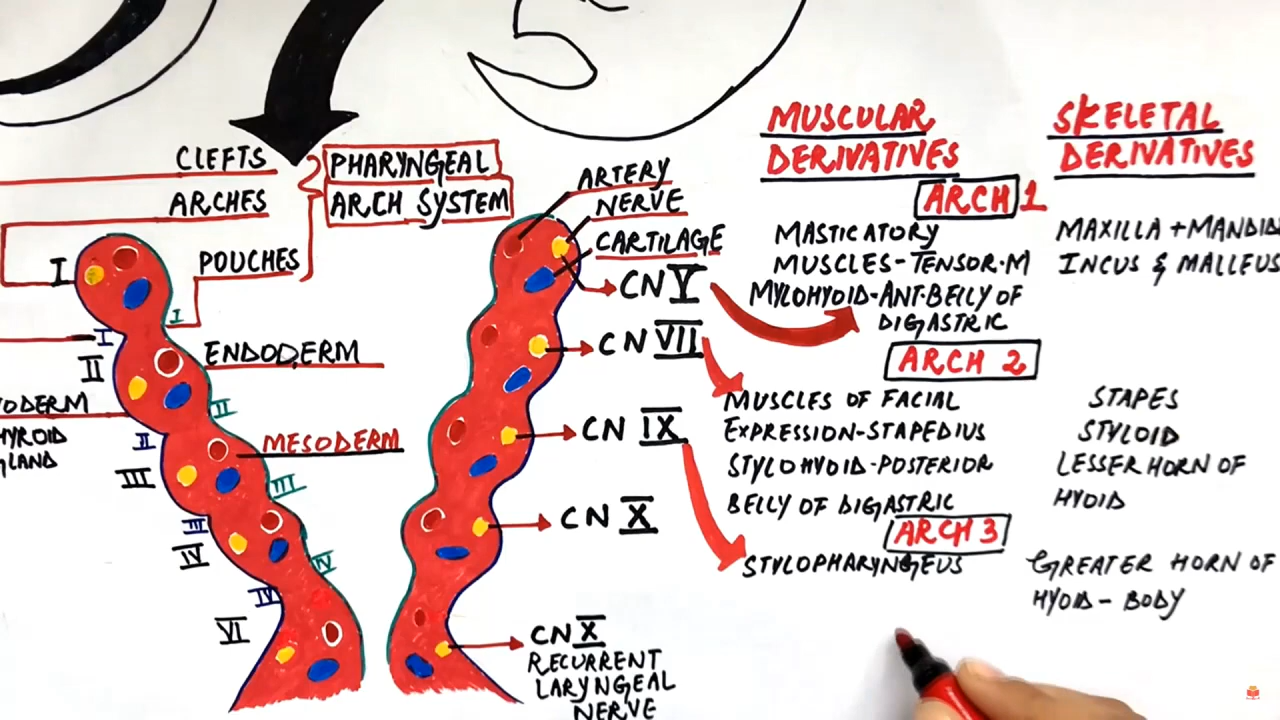 CLEFTS
ARCHES
POUCHES
PHARYNGEAL
ARCH SYSTEM
I
I
I
II
ENDODERM
II
II
MESODERM
III
III
III
IV
IV
IV
VI
ARTERY
NERVE
CARTILAGE
CN V
CN VII
CN IX
CN X
CN X
RECURRENT
LARYNGEAL
NERVE
MUSCULAR
DERIVATIVES
SKELETAL
DERIVATIVES
ARCH 1
MASTICATORY
MUSCLES-TENSOR.M
MYLOHYOID-ANT.BELLY OF
DIGASTRIC
MAXILLA +
INCUS & MALLEUS
ARCH 2
MUSCLES OF FACIAL
EXPRESSION-STAPEDIUS
STYLOHYOID-POSTERIOR
BELLY OF DIGASTRIC
STAPES
STYLOID
LESSER HORN OF
HYOID
ARCH 3
STYLOPHARYNGEUS
GREATER HORN OF
HYOID - BODY